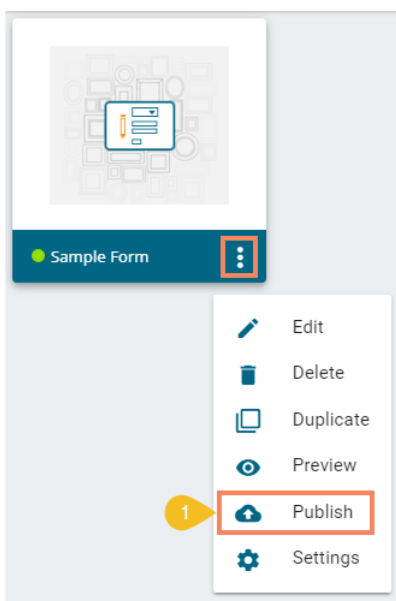 Sample Form
Edit
Delete
Duplicate
Preview
1
Publish
Settings